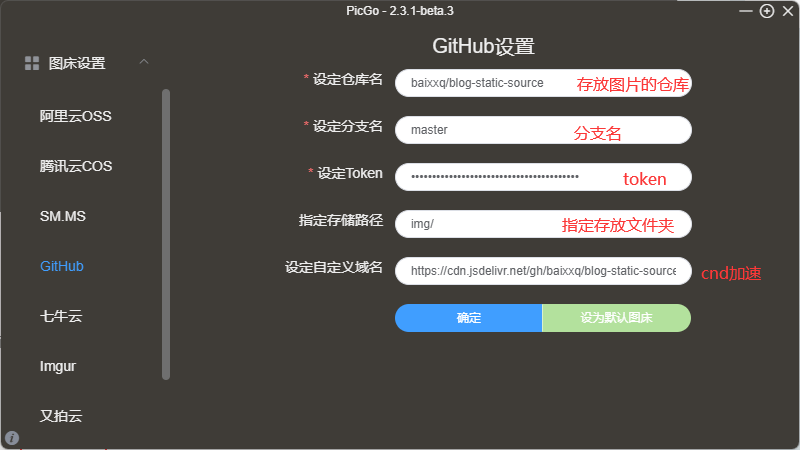 PicGo - 2.3.1-beta.3
图床设置
阿里云OSS
腾讯云COS
SM.MS
GitHub
七牛云
Imgur
又拍云
GitHub设置
* 设定仓库名 baixxq/blog-static-source 存放图片的仓库
* 设定分支名 master 分支名
* 设定Token •••••••••••••••••••••••••••••••••••••••• token
指定存储路径 img/ 指定存放文件夹
设定自定义域名 https://cdn.jsdelivr.net/gh/baixxq/blog-static-source cnd加速
确定 设为默认图床